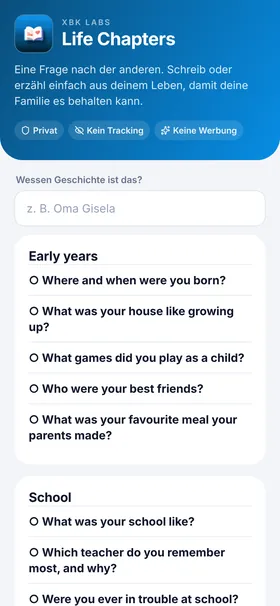 XBK LABS
Life Chapters
Eine Frage nach der anderen. Schreib oder
erzähl einfach aus deinem Leben, damit deine
Familie es behalten kann.
Privat
Kein Tracking
Keine Werbung
Wessen Geschichte ist das?
z. B. Oma Gisela
Early years
Where and when were you born?
What was your house like growing
up?
What games did you play as a child?
Who were your best friends?
What was your favourite meal your
parents made?
School
What was your school like?
Which teacher do you remember
most, and why?
Were you ever in trouble at school?